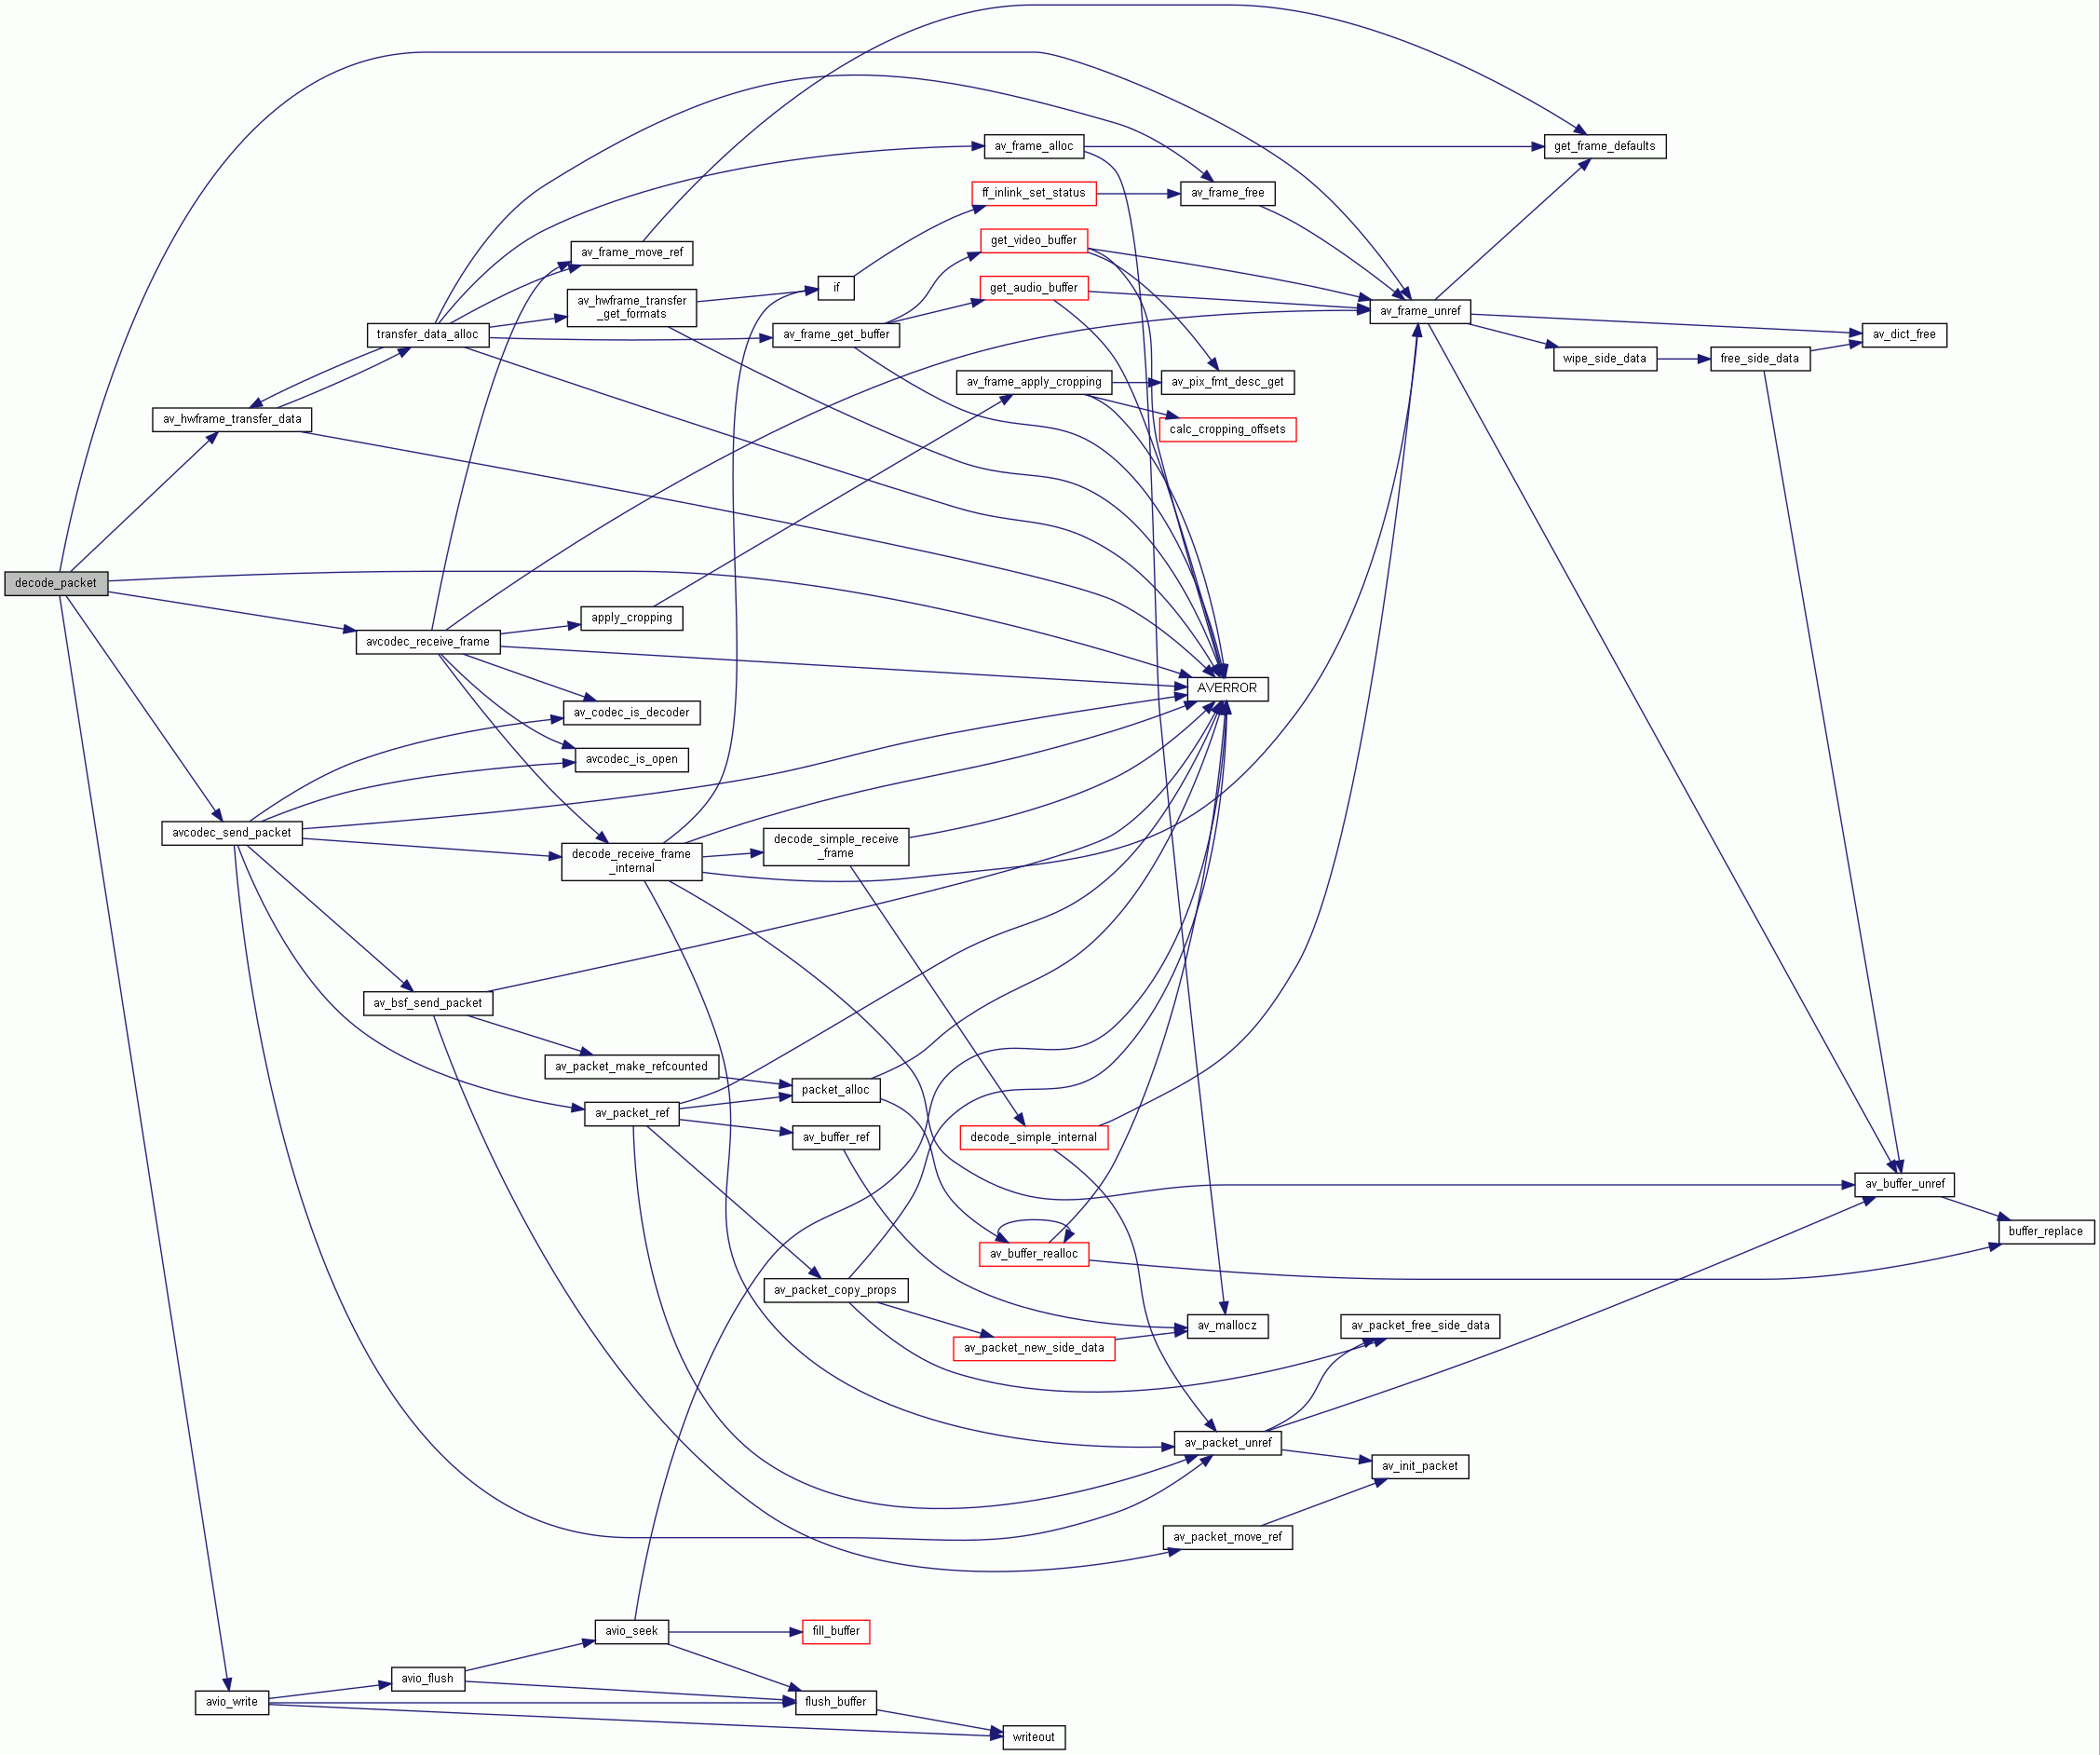 av_frame_alloc
get_frame_defaults
ff_inlink_set_status
av_frame_free
get_video_buffer
av_frame_move_ref
av_hwframe_transfer
_get_formats
if
get_audio_buffer
av_frame_unref
transfer_data_alloc
av_frame_get_buffer
av_dict_free
wipe_side_data
free_side_data
av_frame_apply_cropping
av_pix_fmt_desc_get
av_hwframe_transfer_data
calc_cropping_offsets
decode_packet
apply_cropping
avcodec_receive_frame
AVERROR
av_codec_is_decoder
avcodec_is_open
avcodec_send_packet
decode_receive_frame
_internal
decode_simple_receive
_frame
av_bsf_send_packet
av_packet_make_refcounted
packet_alloc
av_packet_ref
av_buffer_ref
decode_simple_internal
av_buffer_unref
buffer_replace
av_buffer_realloc
av_packet_copy_props
av_mallocz
av_packet_free_side_data
av_packet_new_side_data
av_packet_unref
av_init_packet
av_packet_move_ref
avio_seek
fill_buffer
avio_flush
avio_write
flush_buffer
writeout